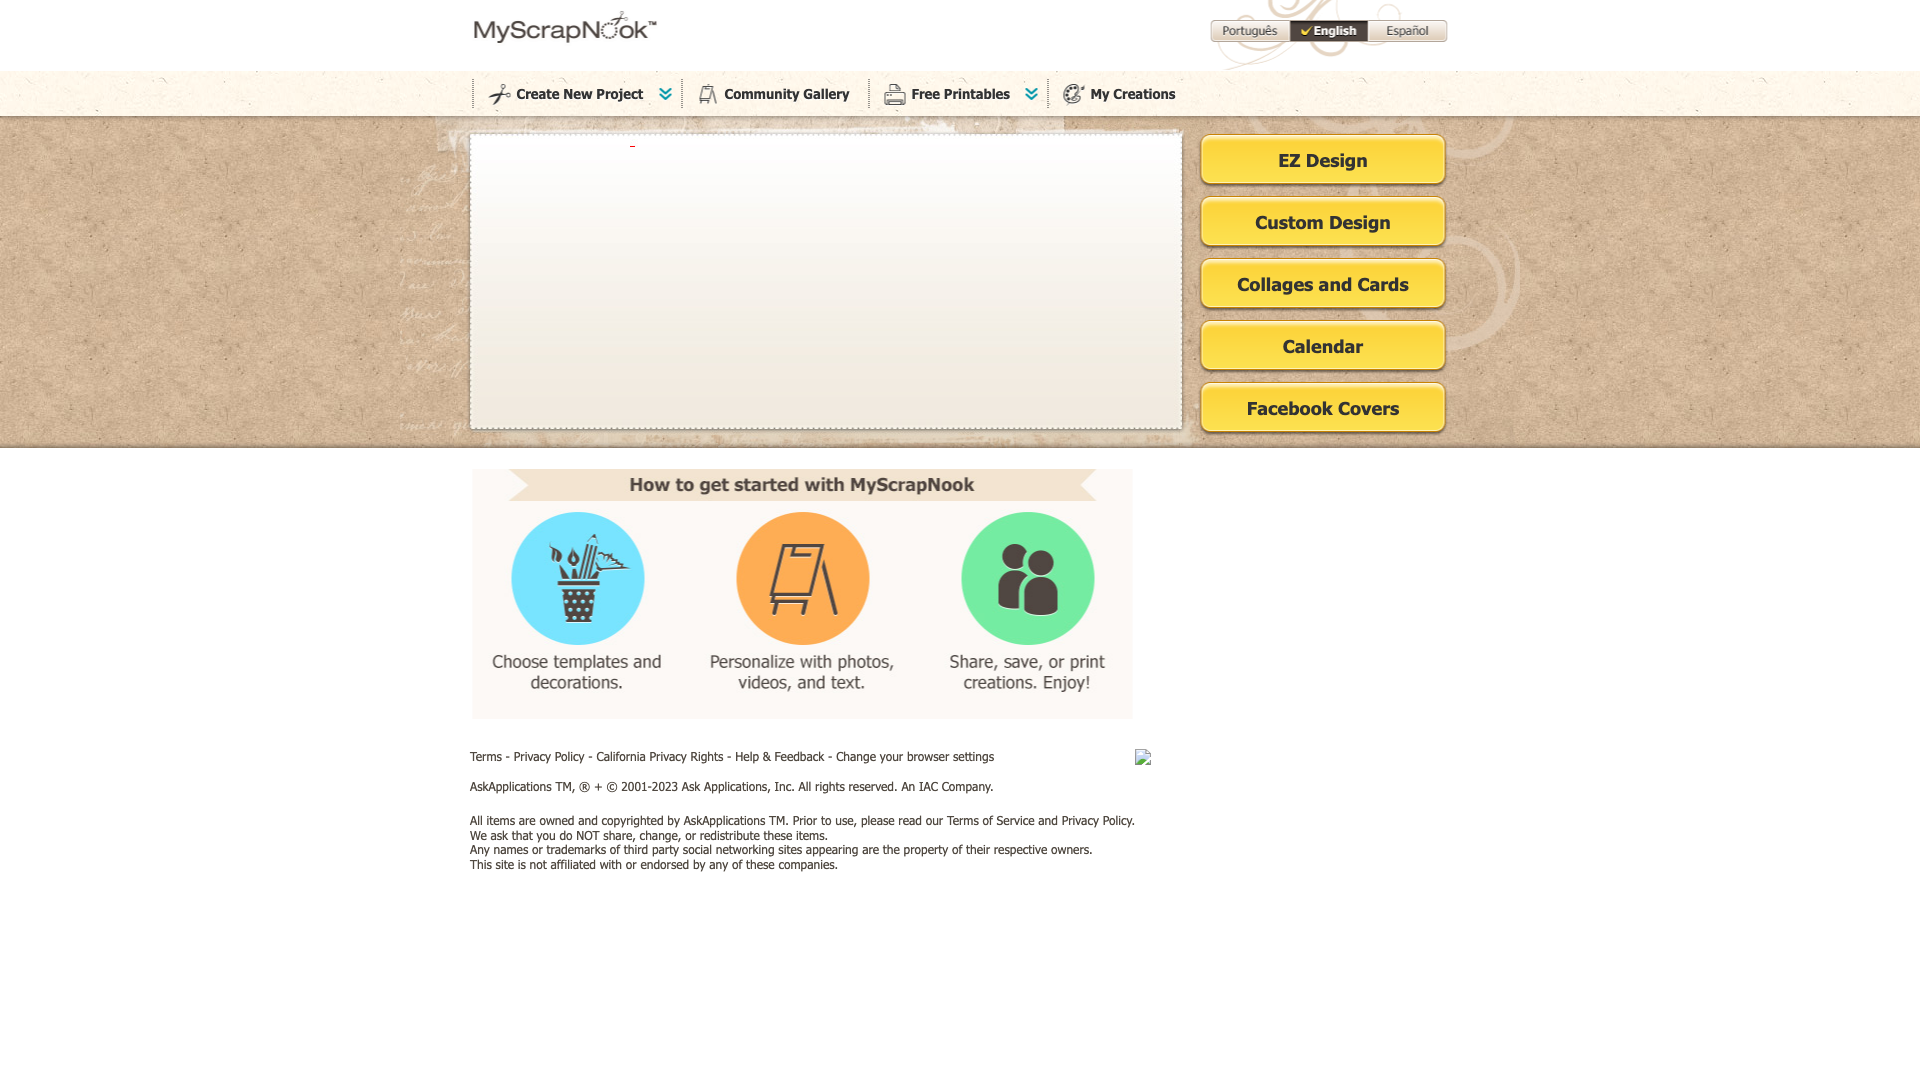 MyScrapNook™
Português English Español
Create New Project Community Gallery Free Printables My Creations
EZ Design
Custom Design
Collages and Cards
Calendar
Facebook Covers
How to get started with MyScrapNook
Choose templates and
decorations.
Personalize with photos,
videos, and text.
Share, save, or print
creations. Enjoy!
Terms - Privacy Policy - California Privacy Rights - Help & Feedback - Change your browser settings
AskApplications TM, ® + © 2001-2023 Ask Applications, Inc. All rights reserved. An IAC Company.
All items are owned and copyrighted by AskApplications TM. Prior to use, please read our Terms of Service and Privacy Policy.
We ask that you do NOT share, change, or redistribute these items.
Any names or trademarks of third party social networking sites appearing are the property of their respective owners.
This site is not affiliated with or endorsed by any of these companies.